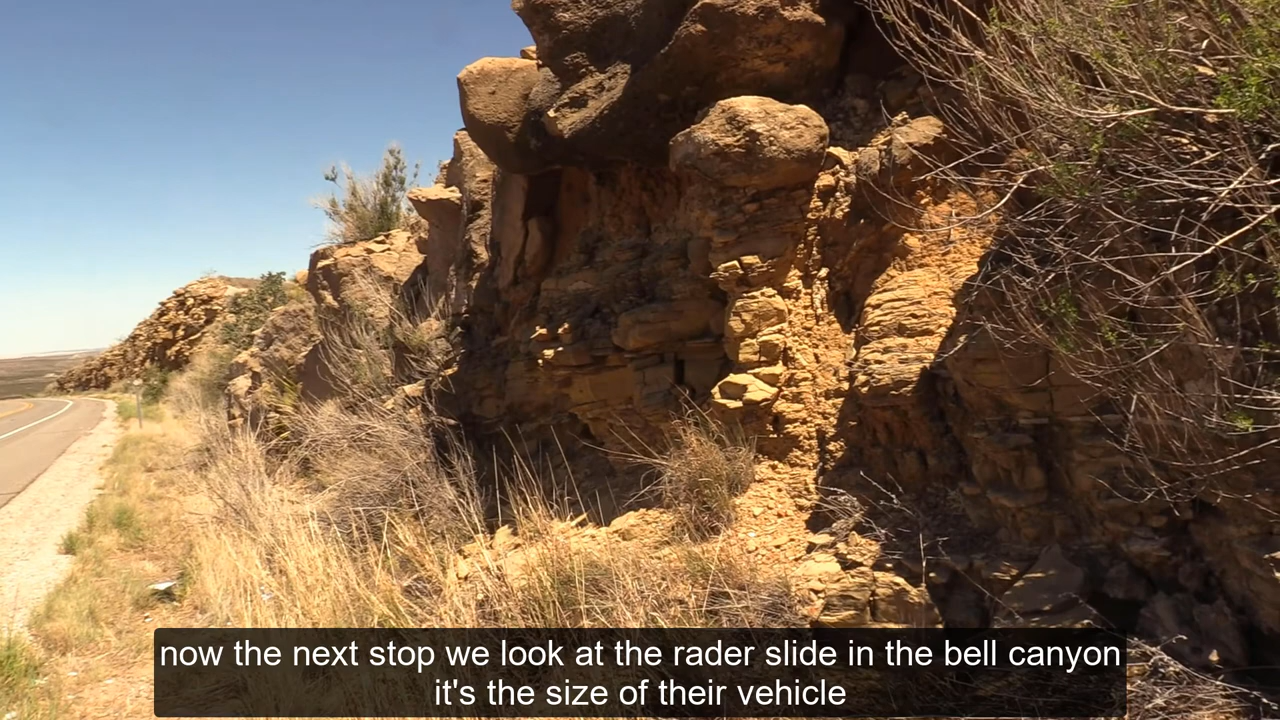 now the next stop we look at the rader slide in the bell canyon
it's the size of their vehicle